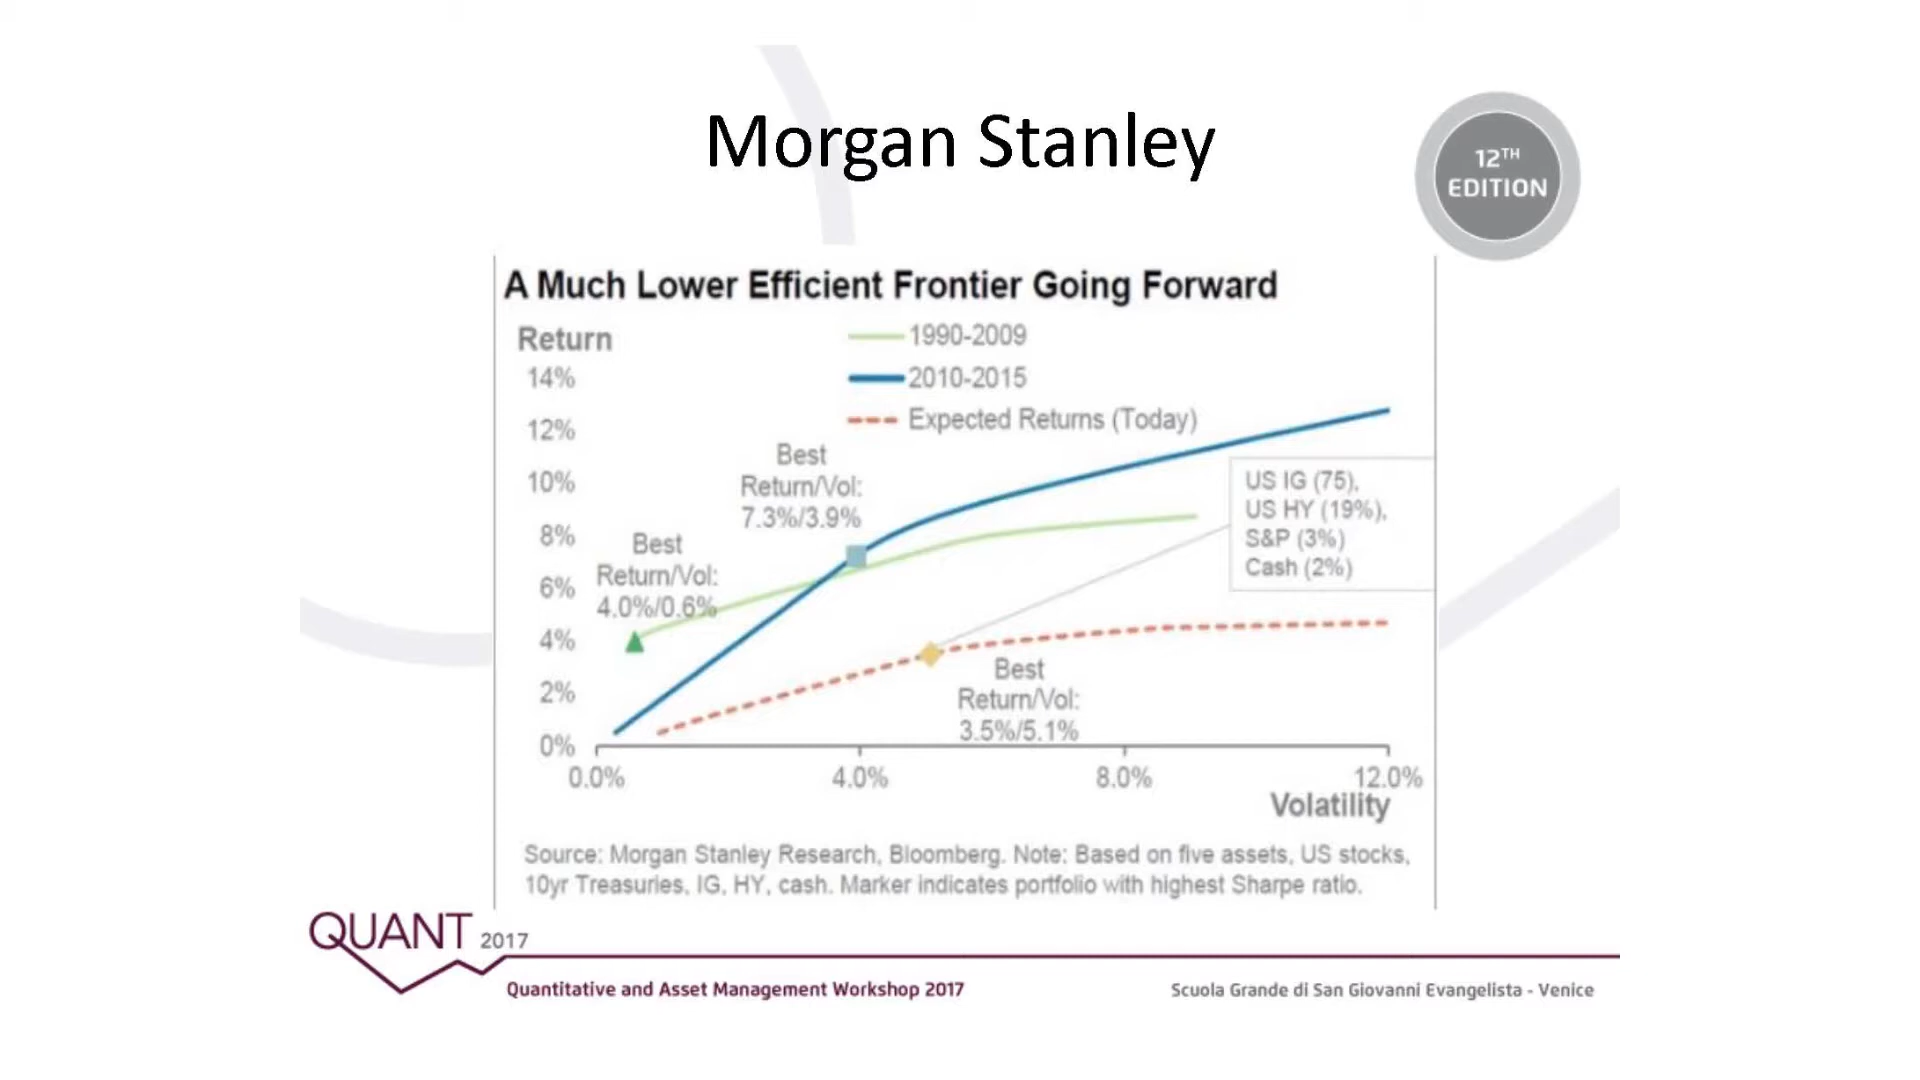 Morgan Stanley
12TH
EDITION
A Much Lower Efficient Frontier Going Forward
Return
1990-2009
2010-2015
Expected Returns (Today)
14%
12%
10%
8%
6%
4%
2%
0%
Best
Return/Vol:
7.3%/3.9%
Best
Return/Vol:
4.0%/0.6%
US IG (75),
US HY (19%),
S&P (3%)
Cash (2%)
Best
Return/Vol:
3.5%/5.1%
0.0%
4.0%
8.0%
12.0%
Volatility
Source: Morgan Stanley Research, Bloomberg. Note: Based on five assets, US stocks,
10yr Treasuries, IG, HY, cash. Marker indicates portfolio with highest Sharpe ratio.
QUANT 2017
Quantitative and Asset Management Workshop 2017
Scuola Grande di San Giovanni Evangelista - Venice